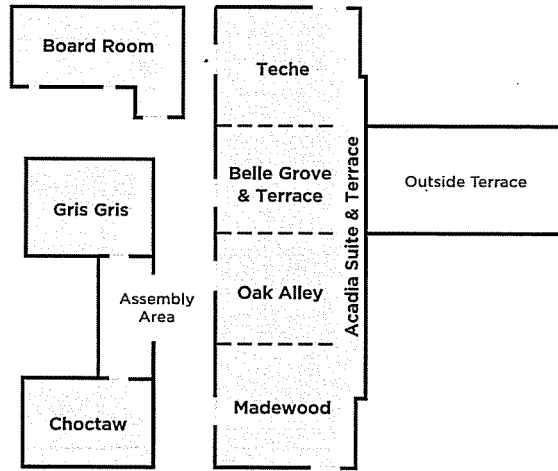 Board Room
Teche
Belle Grove
& Terrace
Acadia Suite & Terrace
Outside Terrace
Gris Gris
Assembly
Area
Oak Alley
Choctaw
Madewood